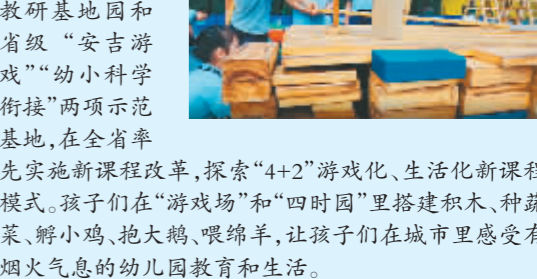 教研基地园和
省级“安吉游
戏”“幼小科学
衔接”两项示范
基地，在全省率
先实施新课程改革，探索“4+2”游戏化、生活化新课程
模式。孩子们在“游戏场”和“四时园”里搭建积木、种蔬
菜、孵小鸡、抱大鹅、喂绵羊，让孩子们在城市里感受有
烟火气息的幼儿园教育和生活。